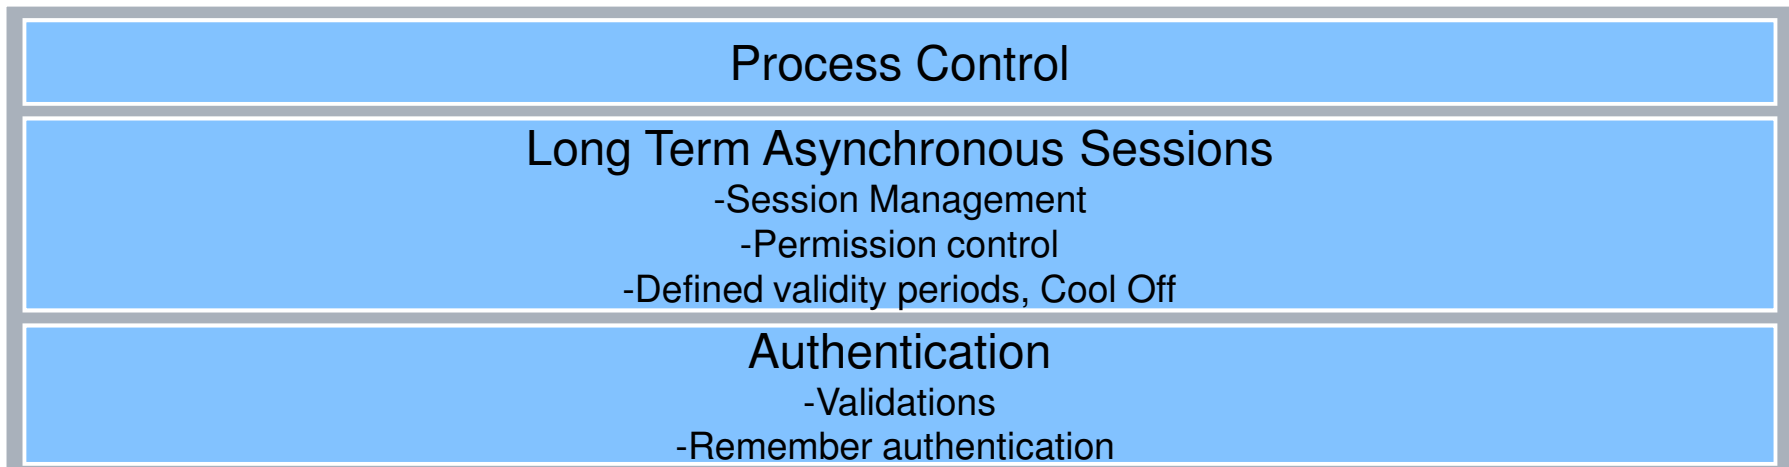 Process Control
Long Term Asynchronous Sessions
-Session Management
-Permission control
-Defined validity periods, Cool Off
Authentication
-Validations
-Remember authentication